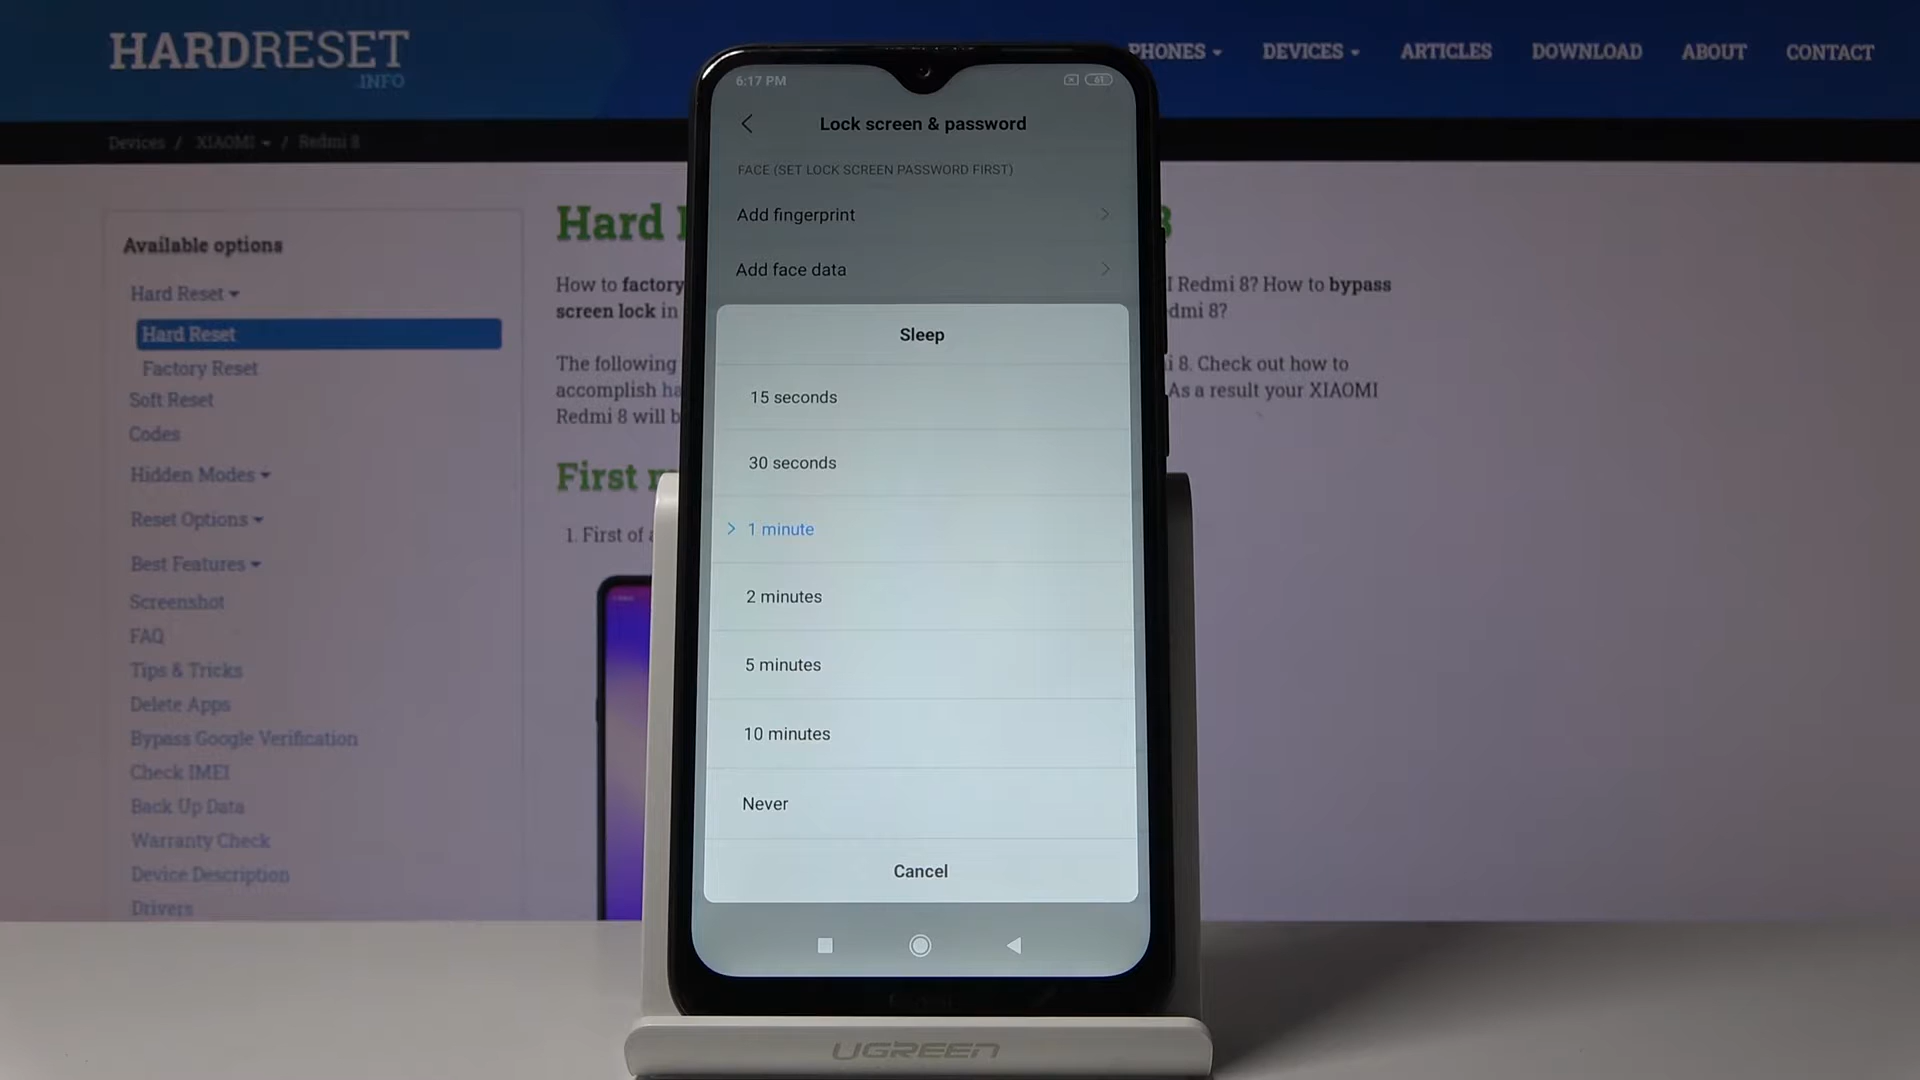 HARDRESET
.INFO
PHONES
DEVICES
ARTICLES
DOWNLOAD
ABOUT
CONTACT
Devices / XIAOMI / Redmi 8
Available options
Hard Reset
Hard Reset
Factory Reset
Soft Reset
Codes
Hidden Modes
Reset Options
Best Features
Screenshot
FAQ
Tips & Tricks
Delete Apps
Bypass Google Verification
Check IMEI
Back Up Data
Warranty Check
Device Description
Drivers
Hard
How to factory
screen lock in
The following
accomplish
Redmi 8 will
First
1. First of
Redmi 8? How to bypass
8. Check out how to
As a result your XIAOMI
6:17 PM
61
Lock screen & password
FACE (SET LOCK SCREEN PASSWORD FIRST)
Add fingerprint
Add face data
Sleep
15 seconds
30 seconds
1 minute
2 minutes
5 minutes
10 minutes
Never
Cancel
UGREEN